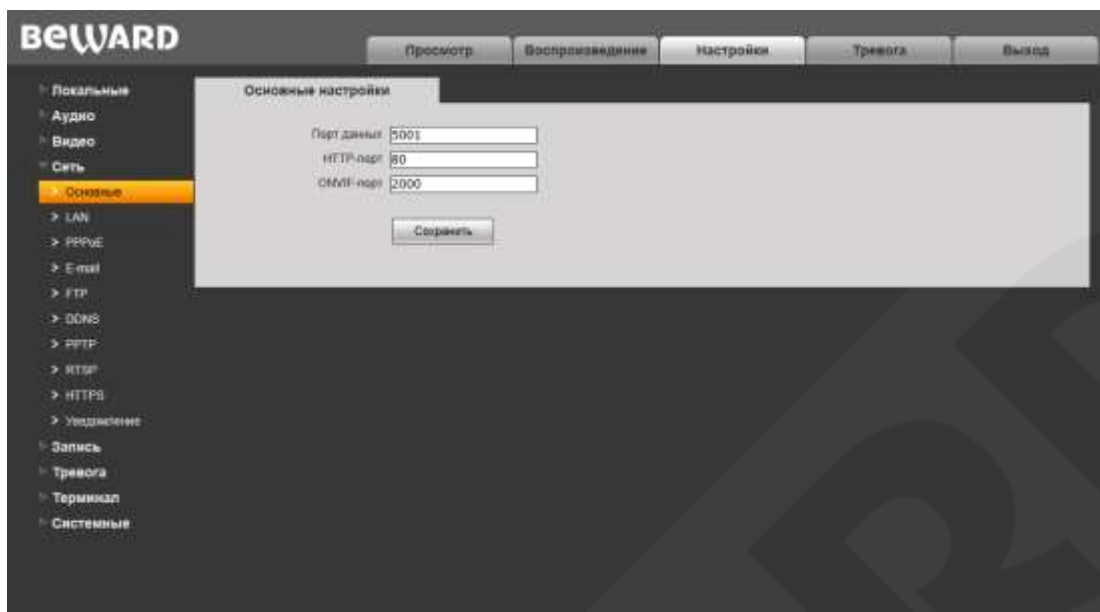 BEWARD
Просмотр Воспроизведение Настройки Тревога Выход
Локальные
Аудио
Видео
Сеть
Основные
LAN
PPPoE
E-mail
FTP
DDNS
PPTP
RTSP
HTTPS
Уведомление
Запись
Тревога
Терминал
Системные
Основные настройки
Порт данных 5001
HTTP-порт 80
ONVIF-порт 2000
Сохранить